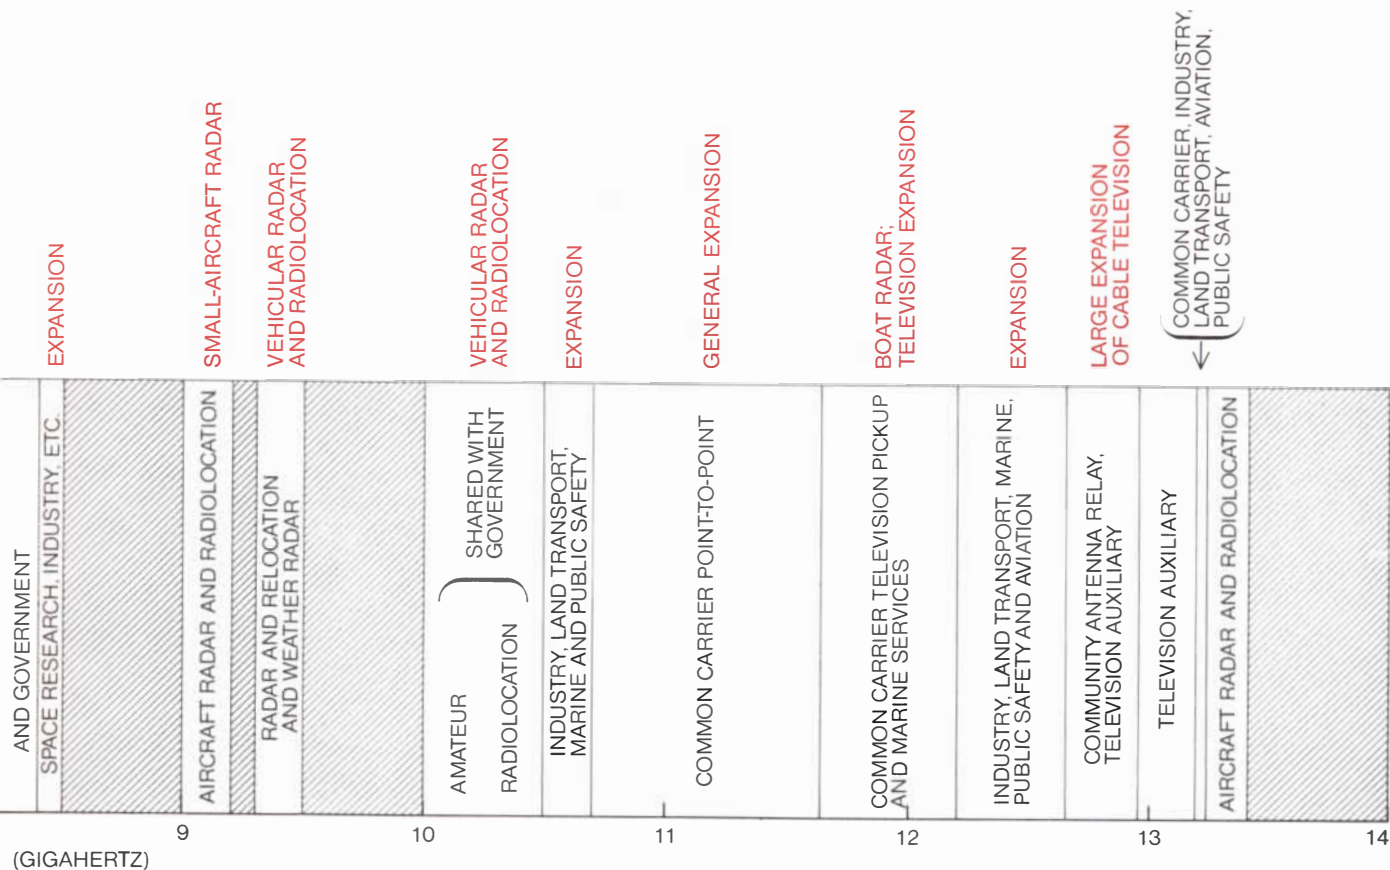 EXPANSION
SMALL-AIRCRAFT RADAR
VEHICULAR RADAR
AND RADIOLOCATION
VEHICULAR RADAR
AND RADIOLOCATION
EXPANSION
GENERAL EXPANSION
BOAT RADAR;
TELEVISION EXPANSION
EXPANSION
LARGE EXPANSION
OF CABLE TELEVISION
COMMON CARRIER, INDUSTRY,
LAND TRANSPORT, AVIATION,
PUBLIC SAFETY
AND GOVERNMENT
SPACE RESEARCH, INDUSTRY, ETC.
AIRCRAFT RADAR AND RADIOLOCATION
RADAR AND RELOCATION
AND WEATHER RADAR
AMATEUR
RADIOLOCATION
SHARED WITH
GOVERNMENT
INDUSTRY, LAND TRANSPORT,
MARINE AND PUBLIC SAFETY
COMMON CARRIER POINT-TO-POINT
COMMON CARRIER TELEVISION PICKUP
AND MARINE SERVICES
INDUSTRY, LAND TRANSPORT, MARINE,
PUBLIC SAFETY AND AVIATION
COMMUNITY ANTENNA RELAY,
TELEVISION AUXILIARY
TELEVISION AUXILIARY
AIRCRAFT RADAR AND RADIOLOCATION
9
10
11
12
13
14
(GIGAHERTZ)